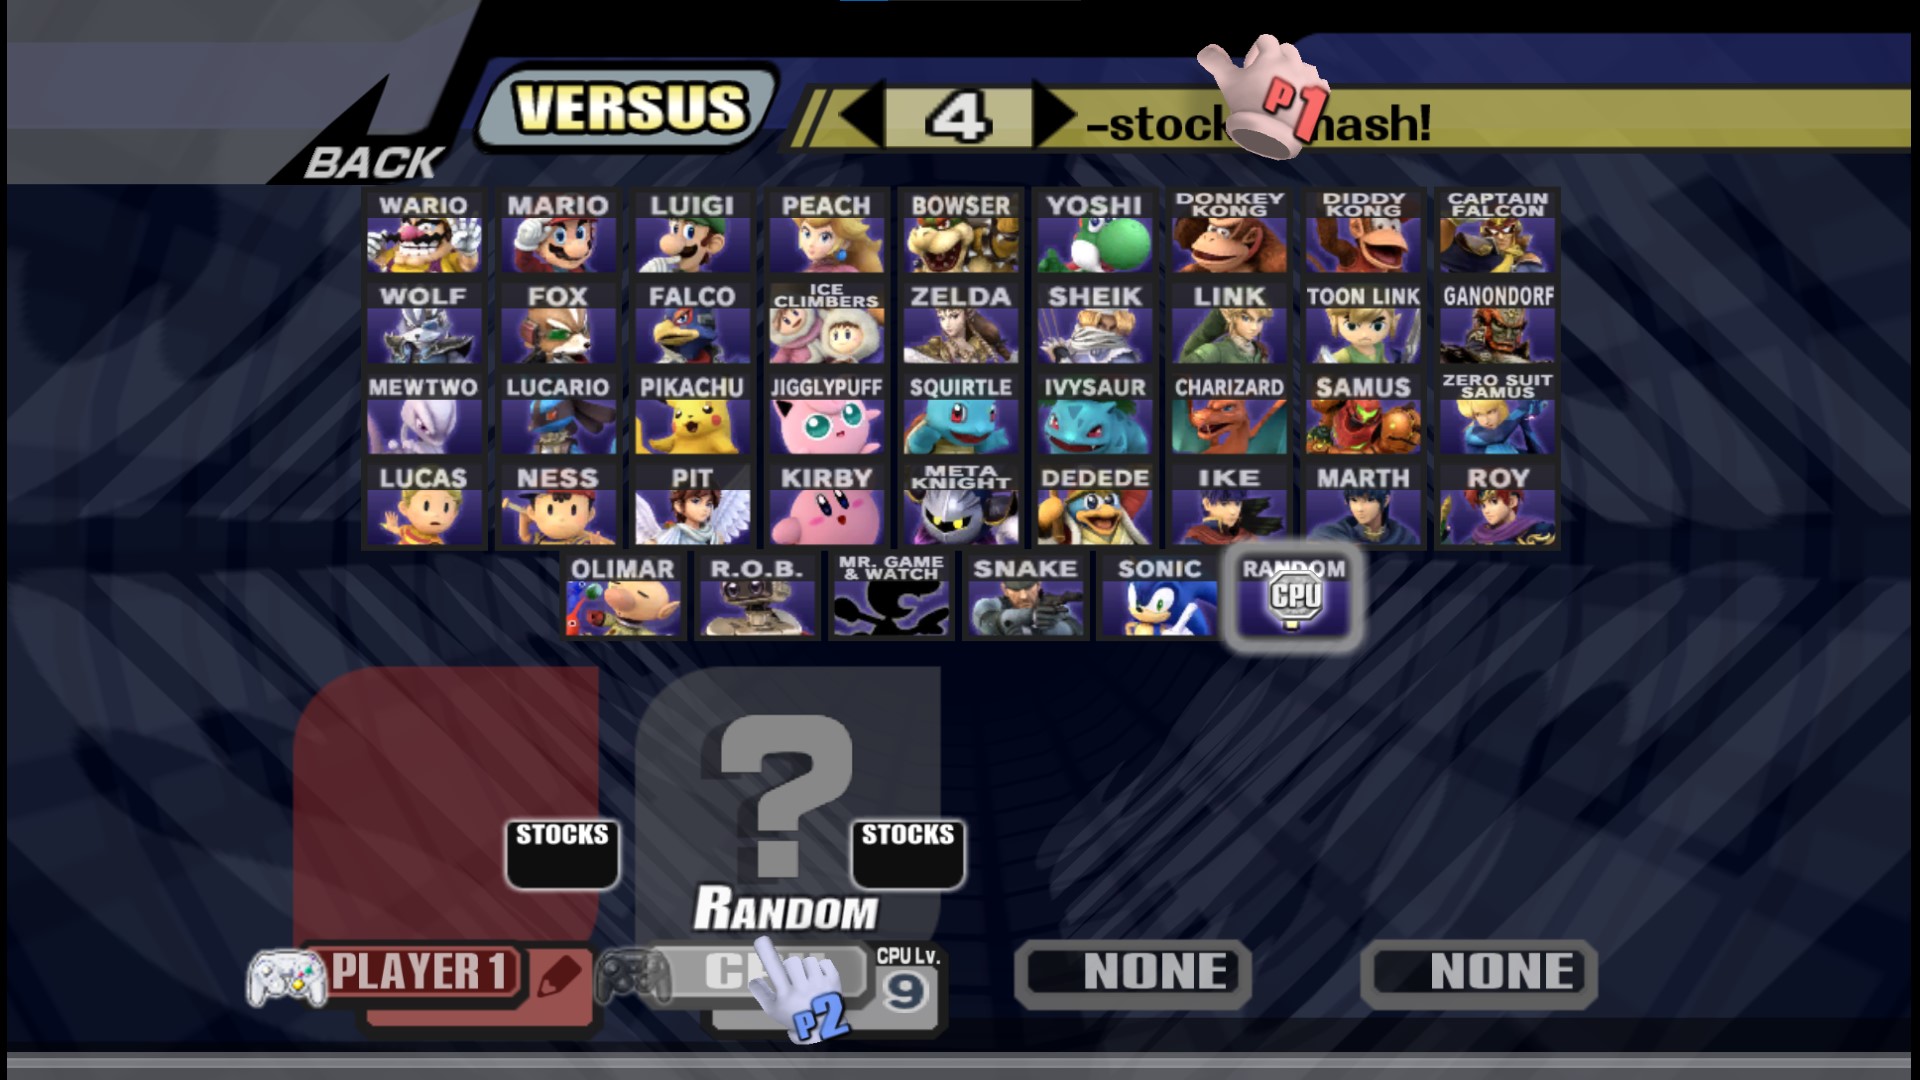 BACK
VERSUS
4
-stock
mash!
P1
WARIO
MARIO
LUIGI
PEACH
BOWSER
YOSHI
DONKEY
KONG
DIDDY
KONG
CAPTAIN
FALCON
WOLF
FOX
FALCO
ICE
CLIMBERS
ZELDA
SHEIK
LINK
TOON LINK
GANONDORF
MEWTWO
LUCARIO
PIKACHU
JIGGLYPUFF
SQUIRTLE
IVYSAUR
CHARIZARD
SAMUS
ZERO SUIT
SAMUS
LUCAS
NESS
PIT
KIRBY
META
KNIGHT
DEDEDE
IKE
MARTH
ROY
OLIMAR
R.O.B.
MR. GAME
& WATCH
SNAKE
SONIC
RANDOM
CPU
STOCKS
?
STOCKS
RANDOM
PLAYER 1
P2
CPU Lv.
9
NONE
NONE